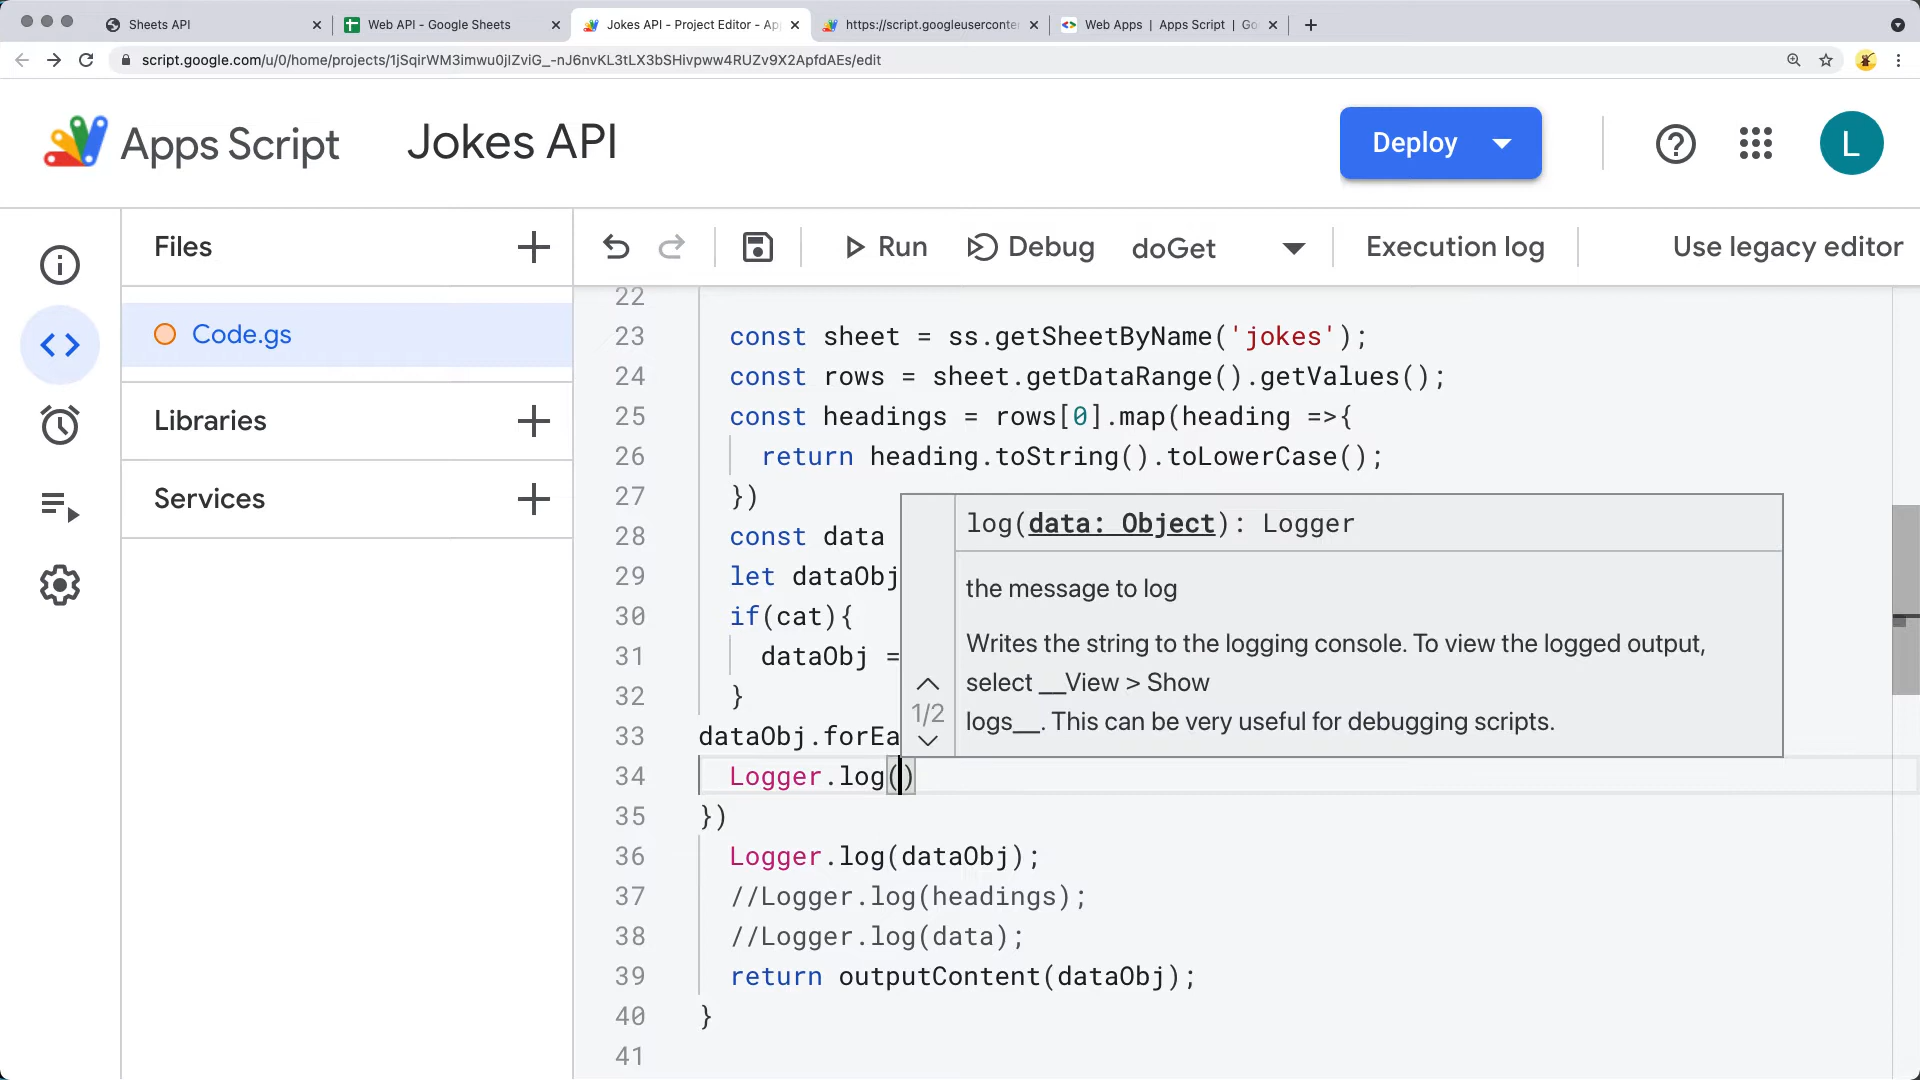 Sheets API
Web API - Google Sheets
Jokes API - Project Editor - Ap
https://script.googleuserconte
Web Apps | Apps Script | Go
script.google.com/u/0/home/projects/1jSqirWM3imwu0jIZviG_-nJ6nvKL3tLX3bSHivpww4RUZv9X2ApfdAEs/edit
Apps Script
Jokes API
Deploy
L
Files
Run
Debug
doGet
Execution log
Use legacy editor
Code.gs
Libraries
Services
22
23 const sheet = ss.getSheetByName('jokes');
24 const rows = sheet.getDataRange().getValues();
25 const headings = rows[0].map(heading =>{
26 return heading.toString().toLowerCase();
27 })
28 const data
29 let dataObj
30 if(cat){
31 dataObj =
32 }
33 dataObj.forEa
34 Logger.log()
35 })
36 Logger.log(dataObj);
37 //Logger.log(headings);
38 //Logger.log(data);
39 return outputContent(dataObj);
40 }
41
log(data: Object): Logger
the message to log
Writes the string to the logging console. To view the logged output,
select __View > Show
logs__. This can be very useful for debugging scripts.
1/2